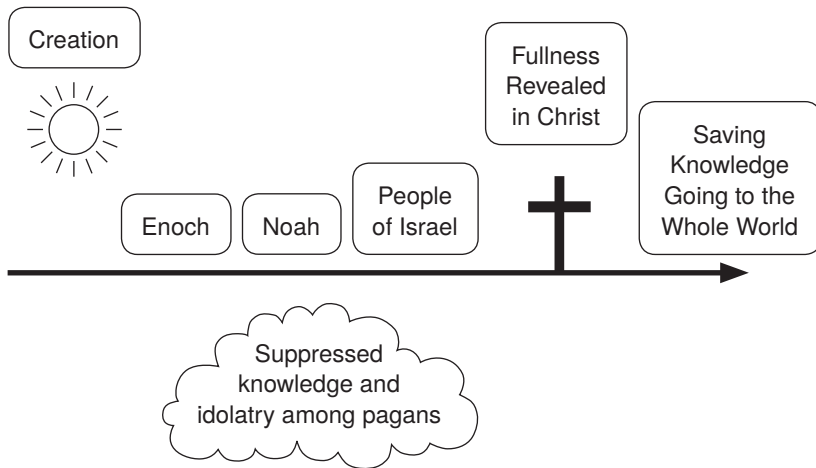 Creation
Enoch
Noah
People
of Israel
Fullness
Revealed
in Christ
Saving
Knowledge
Going to the
Whole World
Suppressed
knowledge and
idolatry among pagans